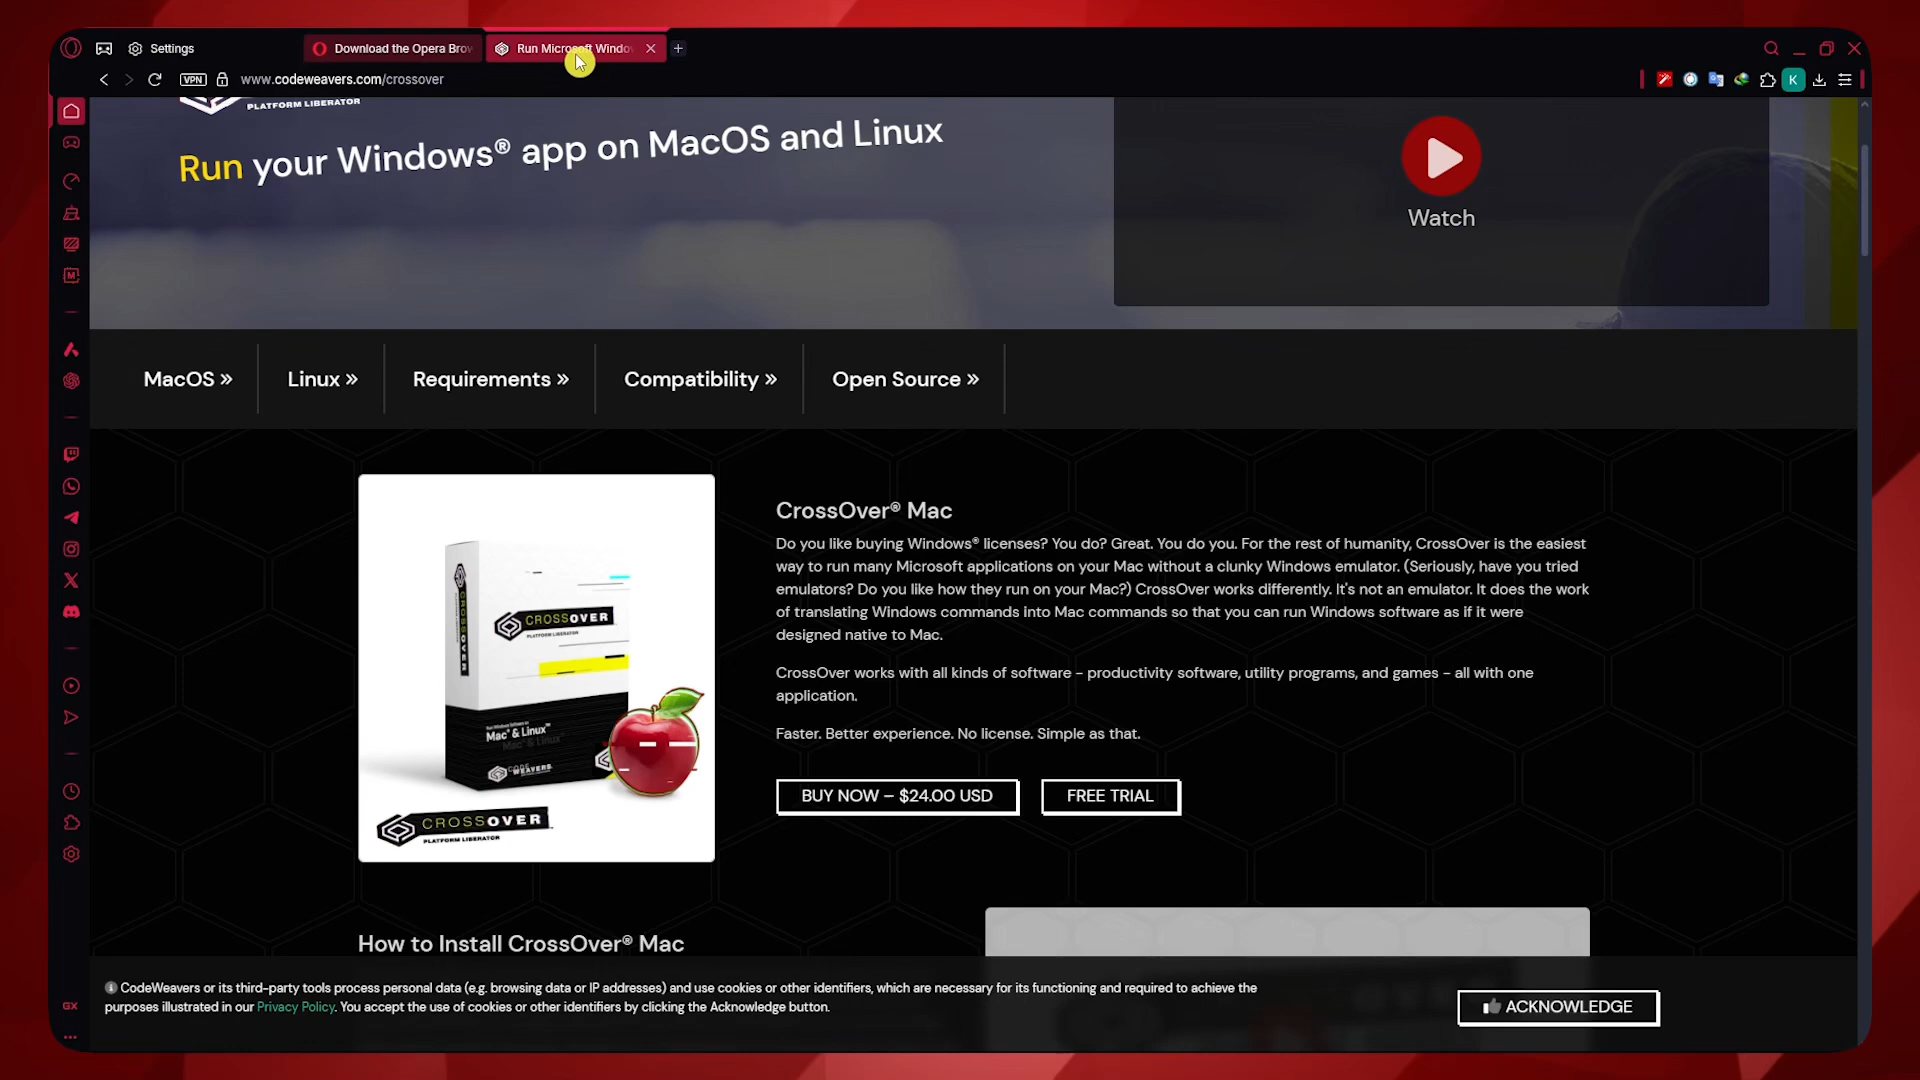 Settings
Download the Opera Brow
Run Microsoft Window
VPN
www.codeweavers.com/crossover
K
PLATFORM LIBERATOR
Run your Windows® app on MacOS and Linux
Watch
MacOS »
Linux »
Requirements »
Compatibility »
Open Source »
CROSSOVER
CROSSOVER
PLATFORM LIBERATOR
Mac® & Linux™
CODE WEAVERS
CROSSOVER
PLATFORM LIBERATOR
CrossOver® Mac
Do you like buying Windows® licenses? You do? Great. You do you. For the rest of humanity, CrossOver is the easiest
way to run many Microsoft applications on your Mac without a clunky Windows emulator. (Seriously, have you tried
emulators? Do you like how they run on your Mac?) CrossOver works differently. It's not an emulator. It does the work
of translating Windows commands into Mac commands so that you can run Windows software as if it were
designed native to Mac.
CrossOver works with all kinds of software - productivity software, utility programs, and games - all with one
application.
Faster. Better experience. No license. Simple as that.
BUY NOW – $24.00 USD
FREE TRIAL
How to Install CrossOver® Mac
CodeWeavers or its third-party tools process personal data (e.g. browsing data or IP addresses) and use cookies or other identifiers, which are necessary for its functioning and required to achieve the
purposes illustrated in our Privacy Policy. You accept the use of cookies or other identifiers by clicking the Acknowledge button.
ACKNOWLEDGE
GX